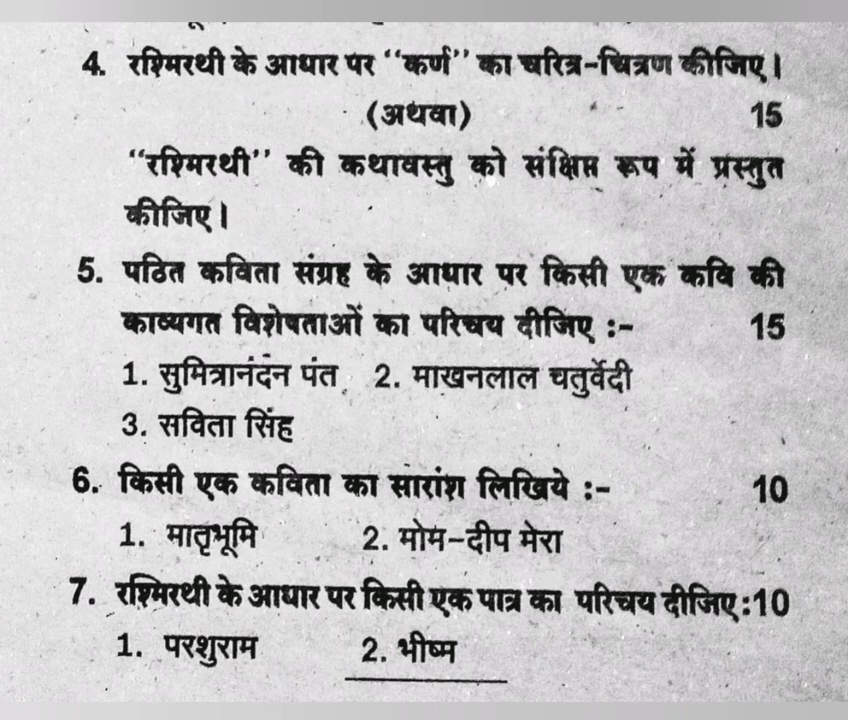 4. रश्मिरथी के आधार पर “कर्ण” का चरित्र-चित्रण कीजिए।
(अथवा) 15
“रश्मिरथी” की कथावस्तु को संक्षिप्त रूप में प्रस्तुत
कीजिए।
5. पठित कविता संग्रह के आधार पर किसी एक कवि की
काव्यगत विशेषताओं का परिचय दीजिए :- 15
1. सुमित्रानंदन पंत 2. माखनलाल चतुर्वेदी
3. सविता सिंह
6. किसी एक कविता का सारांश लिखिये :- 10
1. मातृभूमि 2. मोम-दीप मेरा
7. रश्मिरथी के आधार पर किसी एक पात्र का परिचय दीजिए:10
1. परशुराम 2. भीष्म